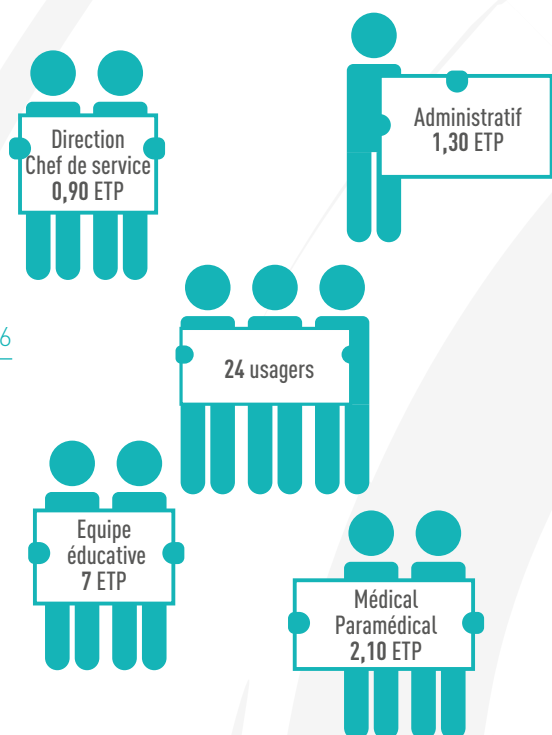 Direction
Chef de service
0,90 ETP
Administratif
1,30 ETP
6
24 usagers
Equipe
éducative
7 ETP
Médical
Paramédical
2,10 ETP